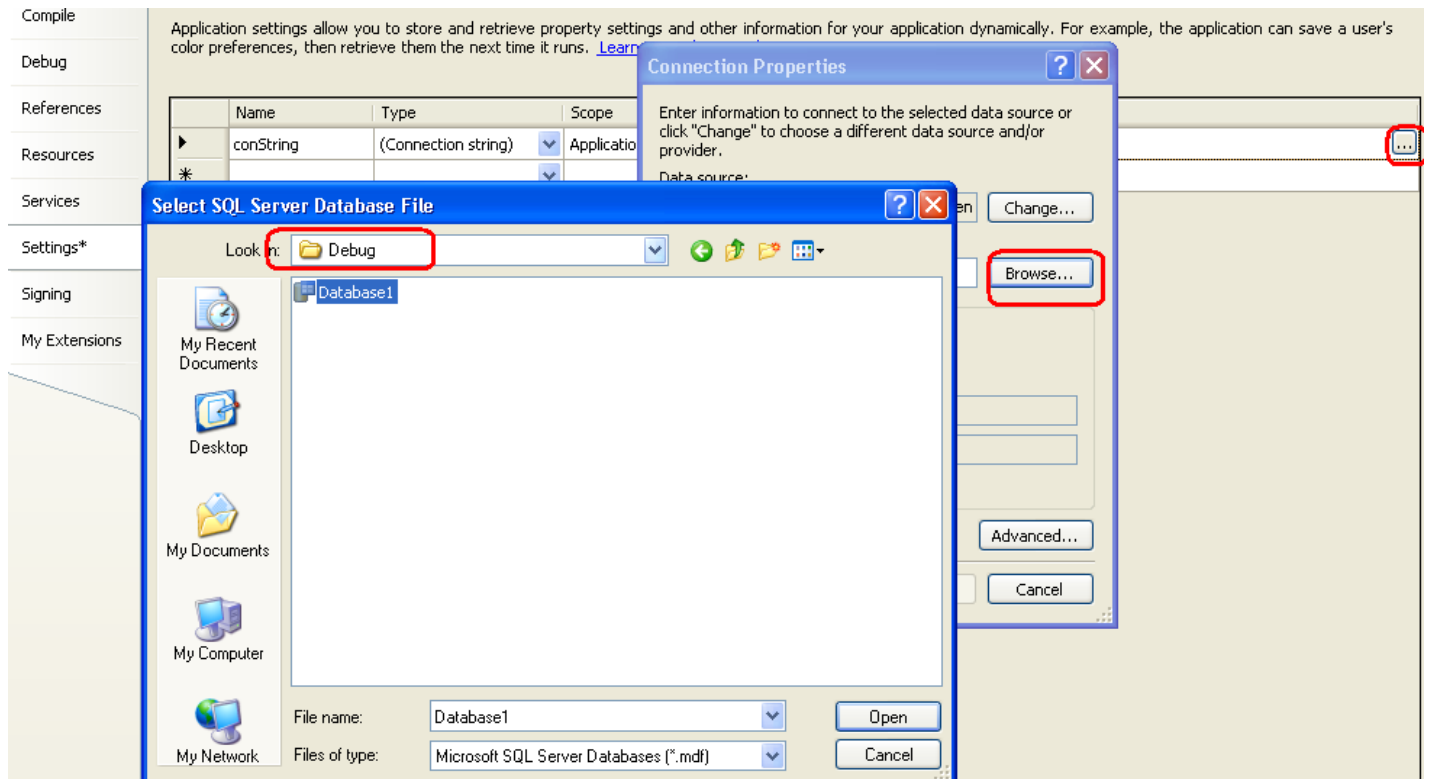 Compile
Debug
References
Resources
Services
Settings*
Signing
My Extensions
Application settings allow you to store and retrieve property settings and other information for your application dynamically. For example, the application can save a user's
color preferences, then retrieve them the next time it runs. Learn
Name Type Scope
conString (Connection string) Applicatio
*
Connection Properties
Enter information to connect to the selected data source or
click "Change" to choose a different data source and/or
provider.
Data source:
Change...
Browse...
Advanced...
Cancel
...
Select SQL Server Database File
Look in: Debug
Database1
My Recent
Documents
Desktop
My Documents
My Computer
My Network
File name: Database1 Open
Files of type: Microsoft SQL Server Databases (*.mdf) Cancel